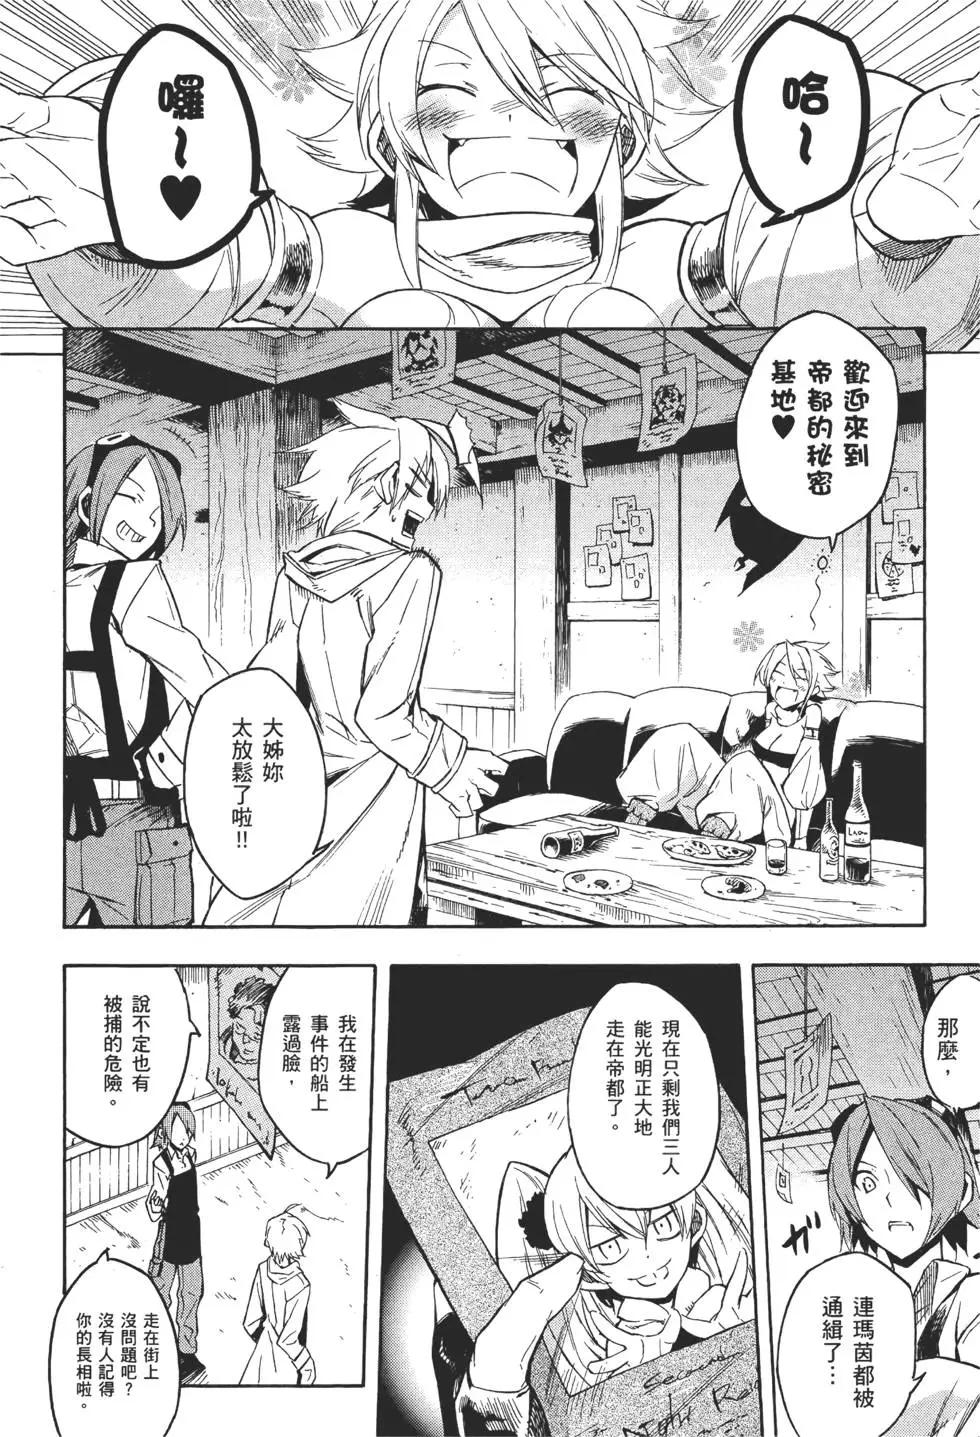 哈～
囉～♥
歡迎來到
帝都的秘密
基地♥
大姊妳
太放鬆了啦!!
那麼，
連瑪茵都被
通緝了…
ガ
現在只剩我們三人
能光明正大地
走在帝都了。
我在發生
事件的船上
露過臉，
說不定也有
被捕的危險。
走在街上
沒問題吧？
沒有人記得
你的長相啦。